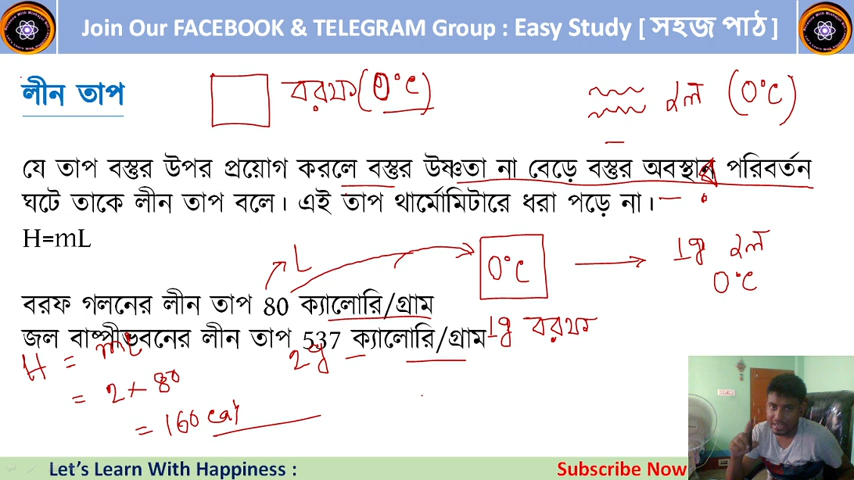 Join Our FACEBOOK & TELEGRAM Group : Easy Study [ সহজ পাঠ ]
লীন তাপ
বরফ (0°C)
জল (0°C)
যে তাপ বস্তুর উপর প্রয়োগ করলে বস্তুর উষ্ণতা না বেড়ে বস্তুর অবস্থার পরিবর্তন
ঘটে তাকে লীন তাপ বলে। এই তাপ থার্মোমিটারে ধরা পড়ে না।
H=mL
L
0°C
1g জল
0°C
বরফ গলনের লীন তাপ 80 ক্যালোরি/গ্রাম
1g বরফ
জল বাষ্পীভবনের লীন তাপ 537 ক্যালোরি/গ্রাম
H = mL
2g
= 2 × 80
= 160 cal
Let's Learn With Happiness :
Subscribe Now